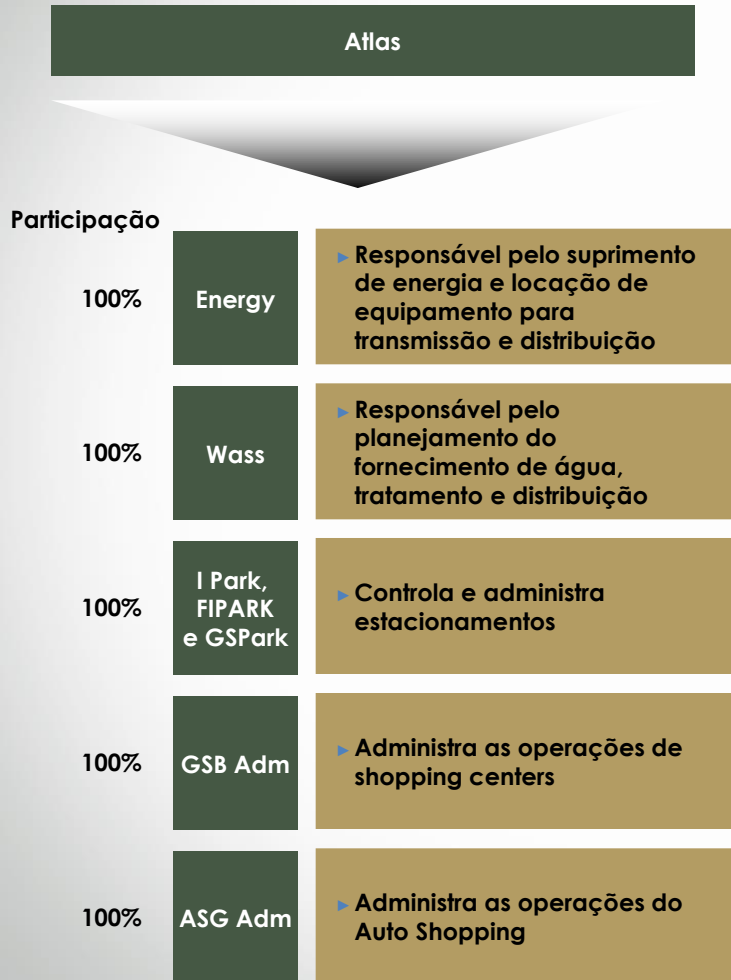 Atlas
Participação
100%
Energy
► Responsável pelo suprimento
de energia e locação de
equipamento para
transmissão e distribuição
100%
Wass
► Responsável pelo
planejamento do
fornecimento de água,
tratamento e distribuição
100%
I Park,
FIPARK
e GSPark
► Controla e administra
estacionamentos
100%
GSB Adm
► Administra as operações de
shopping centers
100%
ASG Adm
► Administra as operações do
Auto Shopping